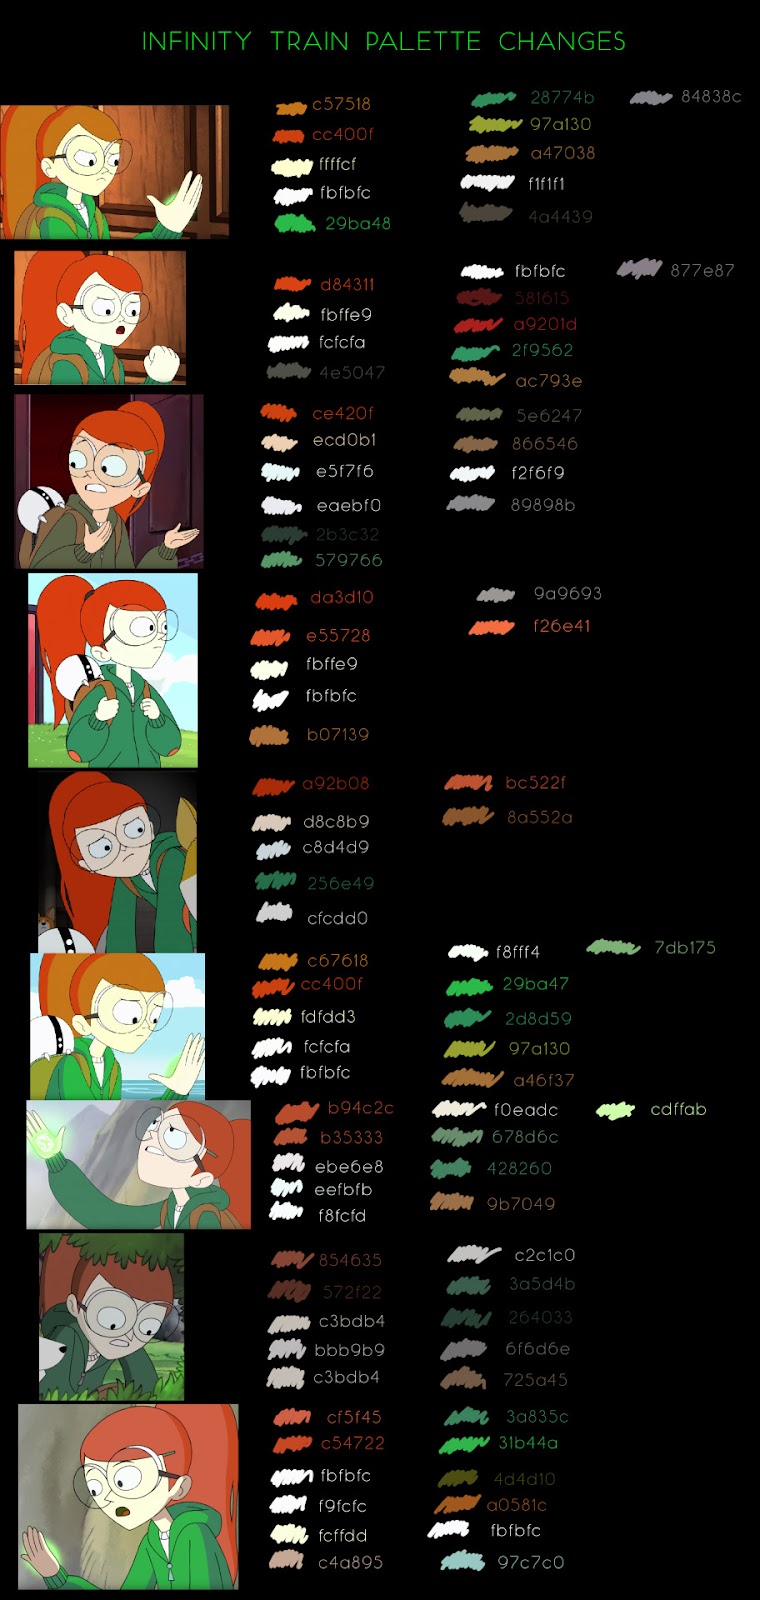 INFINITY TRAIN PALETTE CHANGES
c57518
cc400f
ffffcf
fbfbfc
29ba48
28774b
97a130
a47038
f1f1f1
4a4439
84838c
d84311
fbffe9
fcfcfa
4e5047
fbfbfc
581615
a9201d
2f9562
ac793e
877e87
ce420f
ecd0b1
e5f7f6
eaebf0
2b3c32
579766
5e6247
866546
f2f6f9
89898b
da3d10
e55728
fbffe9
fbfbfc
b07139
9a9693
f26e41
a92b08
d8c8b9
c8d4d9
256e49
cfcdd0
bc522f
8a552a
c67618
cc400f
fdfdd3
fcfcfa
fbfbfc
f8fff4
29ba47
2d8d59
97a130
a46f37
7db175
b94c2c
b35333
ebe6e8
eefbfb
f8fcfd
f0eadc
678d6c
428260
9b7049
cdffab
854635
572f22
c3bdb4
bbb9b9
c3bdb4
c2c1c0
3a5d4b
264033
6f6d6e
725a45
cf5f45
c54722
fbfbfc
f9fcfc
fcffdd
c4a895
3a835c
31b44a
4d4d10
a0581c
fbfbfc
97c7c0